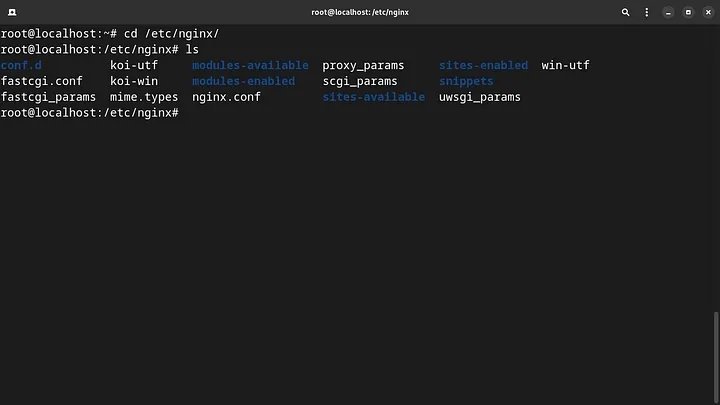 root@localhost: /etc/nginx
root@localhost:~# cd /etc/nginx/
root@localhost:/etc/nginx# ls
conf.d koi-utf modules-available proxy_params sites-enabled win-utf
fastcgi.conf koi-win modules-enabled scgi_params snippets
fastcgi_params mime.types nginx.conf sites-available uwsgi_params
root@localhost:/etc/nginx#